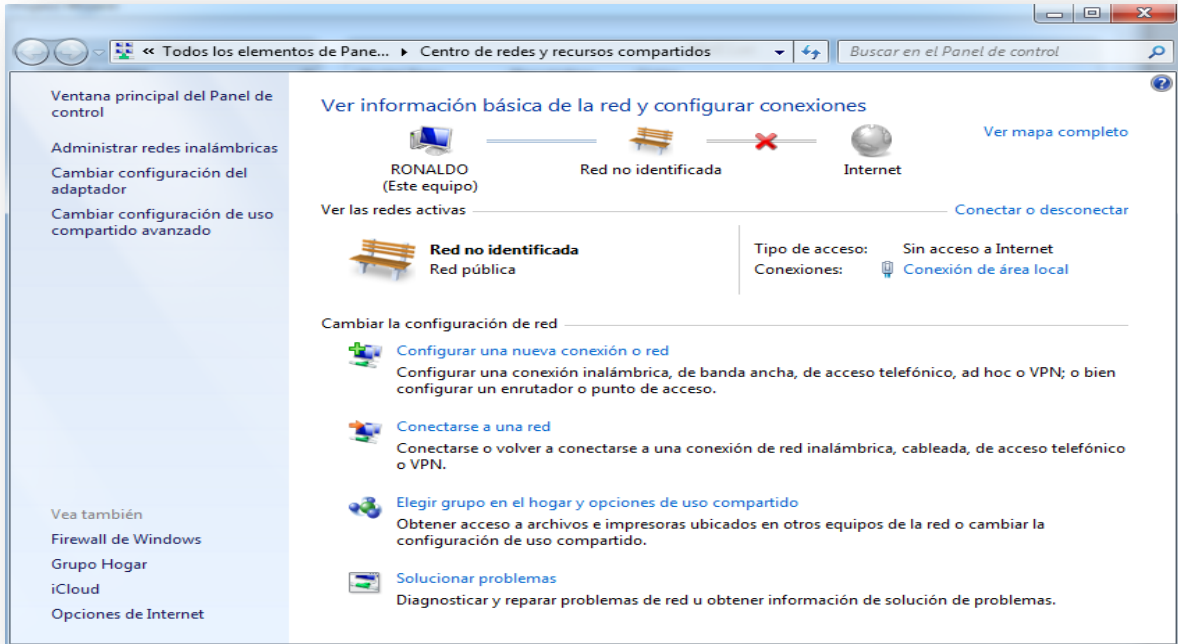 « Todos los elementos de Pane... ▸ Centro de redes y recursos compartidos
Buscar en el Panel de control
Ventana principal del Panel de
control
Administrar redes inalámbricas
Cambiar configuración del
adaptador
Cambiar configuración de uso
compartido avanzado
Vea también
Firewall de Windows
Grupo Hogar
iCloud
Opciones de Internet
Ver información básica de la red y configurar conexiones
Ver mapa completo
RONALDO
(Este equipo)
Red no identificada
Internet
Ver las redes activas
Conectar o desconectar
Red no identificada
Red pública
Tipo de acceso: Sin acceso a Internet
Conexiones: Conexión de área local
Cambiar la configuración de red
Configurar una nueva conexión o red
Configurar una conexión inalámbrica, de banda ancha, de acceso telefónico, ad hoc o VPN; o bien
configurar un enrutador o punto de acceso.
Conectarse a una red
Conectarse o volver a conectarse a una conexión de red inalámbrica, cableada, de acceso telefónico
o VPN.
Elegir grupo en el hogar y opciones de uso compartido
Obtener acceso a archivos e impresoras ubicados en otros equipos de la red o cambiar la
configuración de uso compartido.
Solucionar problemas
Diagnosticar y reparar problemas de red u obtener información de solución de problemas.